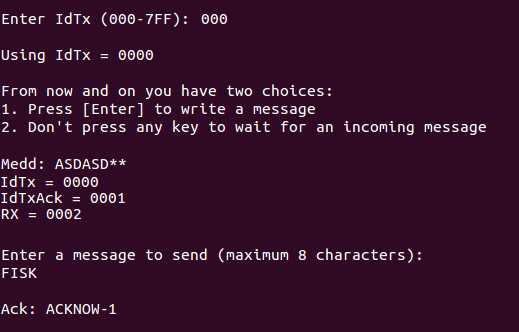 Enter IdTx (000-7FF): 000
Using IdTx = 0000
From now and on you have two choices:
1. Press [Enter] to write a message
2. Don't press any key to wait for an incoming message
Medd: ASDASD**
IdTx = 0000
IdTxAck = 0001
RX = 0002
Enter a message to send (maximum 8 characters):
FISK
Ack: ACKNOW-1